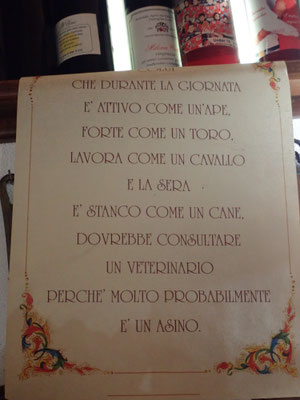 CHE DURANTE LA GIORNATA
E' ATTIVO COME UN'APE,
FORTE COME UN TORO,
LAVORA COME UN CAVALLO
E LA SERA
E' STANCO COME UN CANE,
DOVREBBE CONSULTARE
UN VETERINARIO
PERCHE' MOLTO PROBABILMENTE
E' UN ASINO.